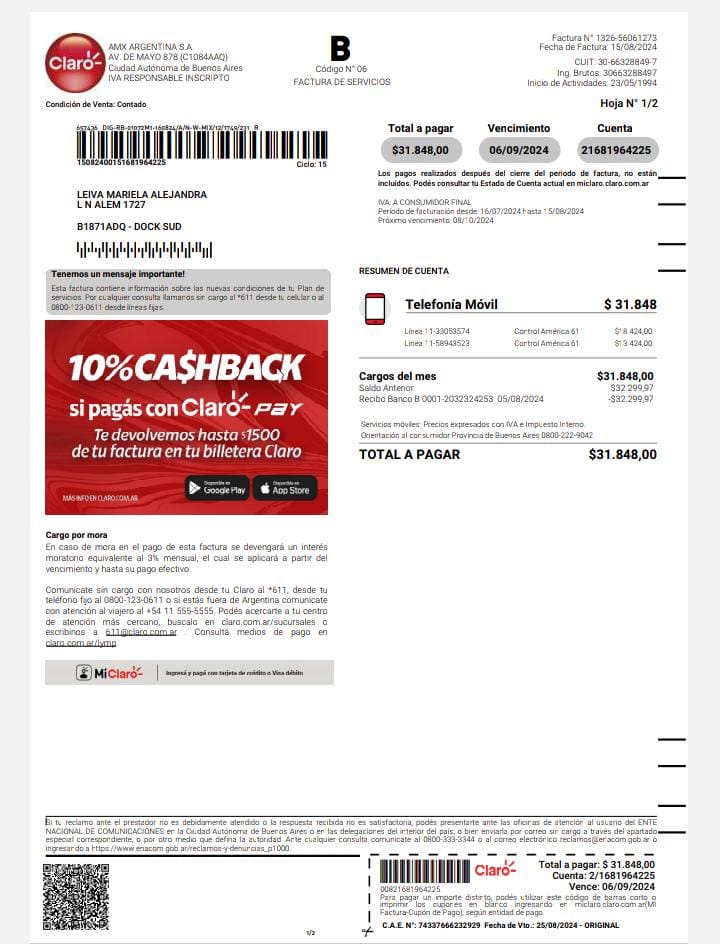 Claro
AMX ARGENTINA S.A.
AV. DE MAYO 878 (C1084AAQ)
Ciudad Autónoma de Buenos Aires
IVA RESPONSABLE INSCRIPTO
B
Código N° 06
FACTURA DE SERVICIOS
Factura N° 1326-56061273
Fecha de Factura: 15/08/2024
CUIT: 30-66328849-7
Ing. Brutos: 30663288497
Inicio de Actividades: 23/05/1994
Condición de Venta: Contado
Hoja N° 1/2
15082400151681964225
Ciclo: 15
Total a pagar
Vencimiento
Cuenta
$31.848,00
06/09/2024
21681964225
Los pagos realizados después del cierre del periodo de factura, no están
incluidos. Podés consultar tu Estado de Cuenta actual en miclaro.claro.com.ar
IVA: A CONSUMIDOR FINAL
Periodo de facturación desde: 16/07/2024 hasta 15/08/2024
Próximo vencimiento: 08/10/2024
LEIVA MARIELA ALEJANDRA
L N ALEM 1727
B1871ADQ - DOCK SUD
Tenemos un mensaje importante!
Esta factura contiene información sobre las nuevas condiciones de tu Plan de
servicios. Por cualquier consulta llamanos sin cargo al *611 desde tu celular o al
0800-123-0611 desde líneas fijas.
10% CA$HBACK
si pagás con Claro PAY
Te devolvemos hasta $1500
de tu factura en tu billetera Claro
Disponible en
Google Play
Disponible en
App Store
MÁS INFO EN CLARO.COM.AR
RESUMEN DE CUENTA
Telefonía Móvil $ 31.848
Línea 11-33053574 Control América 61 $18.424,00
Línea 11-58943523 Control América 61 $13.424,00
Cargos del mes $31.848,00
Saldo Anterior $32.299,97
Recibo Banco B 0001-2032324253 05/08/2024 -$32.299,97
Servicios móviles: Precios expresados con IVA e Impuesto Interno.
Orientación al consumidor Provincia de Buenos Aires 0800-222-9042
TOTAL A PAGAR $31.848,00
Cargo por mora
En caso de mora en el pago de esta factura se devengará un interés
moratorio equivalente al 3% mensual, el cual se aplicará a partir del
vencimiento y hasta su pago efectivo.
Comunicate sin cargo con nosotros desde tu Claro al *611, desde tu
teléfono fijo al 0800-123-0611 o si estás fuera de Argentina comunicate
con atención al viajero al +54 11 555-5555. Podés acercarte a tu centro
de atención más cercano, buscalo en claro.com.ar/sucursales o
escribinos a 611@claro.com.ar . Consultá medios de pago en
claro.com.ar/lymp
Mi Claro
Ingresá y pagá con tarjeta de crédito o Visa débito
Si tu reclamo ante el prestador no es debidamente atendido o la respuesta recibida no es satisfactoria, podés presentarte ante las oficinas de atención al usuario del ENTE
NACIONAL DE COMUNICACIONES en la Ciudad Autónoma de Buenos Aires o en las delegaciones del interior del país; o bien enviarla por correo sin cargo a través del apartado
especial correspondiente, o por otro medio que defina la autoridad. Ante cualquier consulta comunicate al 0800-333-3344 o al correo electrónico reclamos@enacom.gob.ar o
ingresando a https://www.enacom.gob.ar/reclamos-y-denuncias_p1000.
Claro
00821681964225
Total a pagar: $ 31.848,00
Cuenta: 2/1681964225
Vence: 06/09/2024
Para pagar un importe distinto, podés utilizar este código de barras corto o
imprimir los cupones en blanco ingresando en miclaro.claro.com.ar(Mi
Factura-Cupón de Pago), según entidad de pago.
C.A.E. N°: 74337666232929 Fecha de Vto.: 25/08/2024 - ORIGINAL
1/2